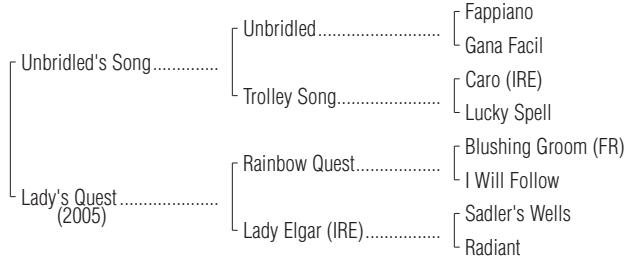 Fappiano
Unbridled........................
Gana Facil
Unbridled's Song..............
Caro (IRE)
Trolley Song.....................
Lucky Spell
Blushing Groom (FR)
Rainbow Quest.................
I Will Follow
Lady's Quest.....................
(2005)
Sadler's Wells
Lady Elgar (IRE)...............
Radiant